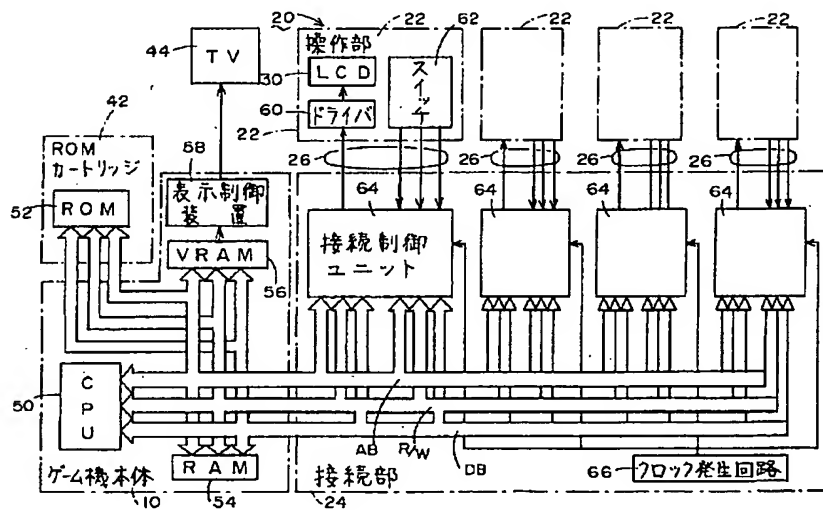 20
22
62
22
22
22
44
TV
操作部
30
LCD
スイッチ
60
ドライバ
22
42
ROM
カートリッジ
58
26
26
26
26
表示制御
装置
64
64
64
64
52
ROM
接続制御
ユニット
VRAM
56
50
CPU
AB
R/W
DB
RAM
ゲーム機本体
10
54
接続部
24
66
クロック発生回路